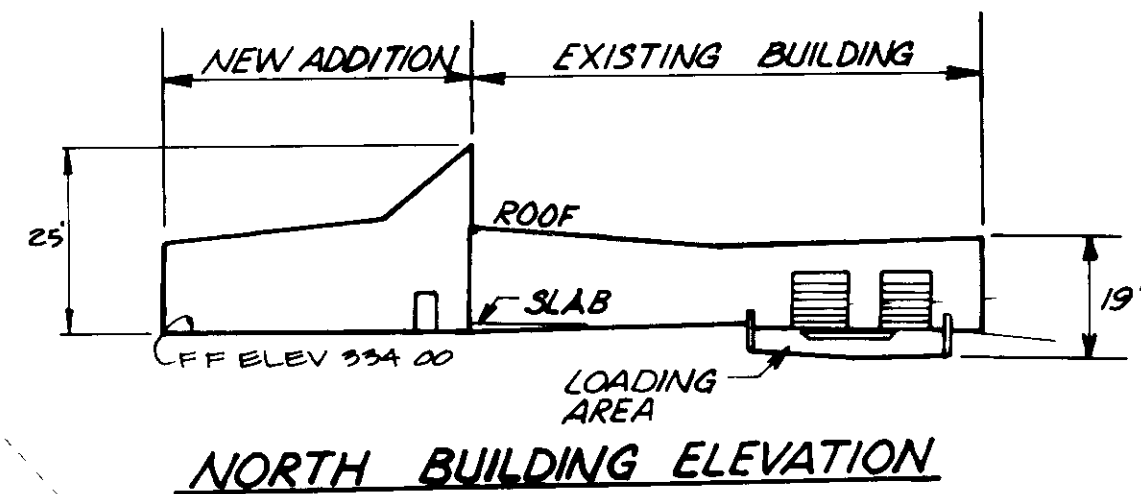 NEW ADDITION
EXISTING BUILDING
25'
ROOF
SLAB
19'
FF ELEV 334 00
LOADING
AREA
NORTH BUILDING ELEVATION